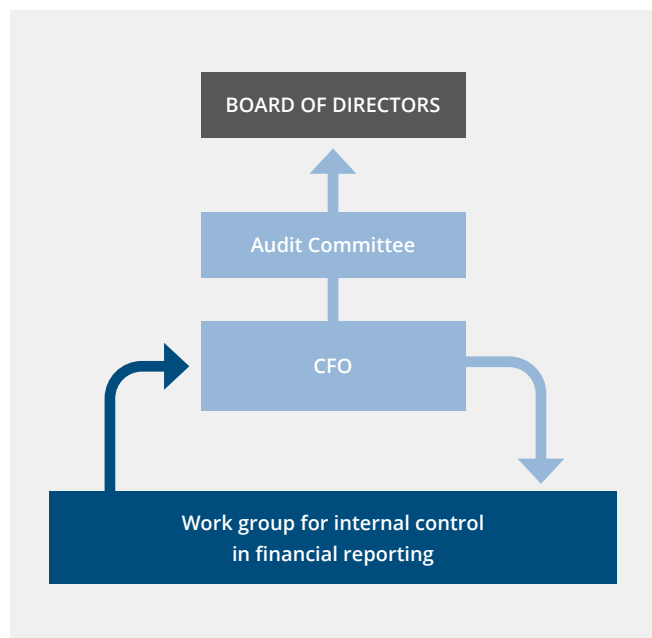 BOARD OF DIRECTORS
Audit Committee
CFO
Work group for internal control
in financial reporting